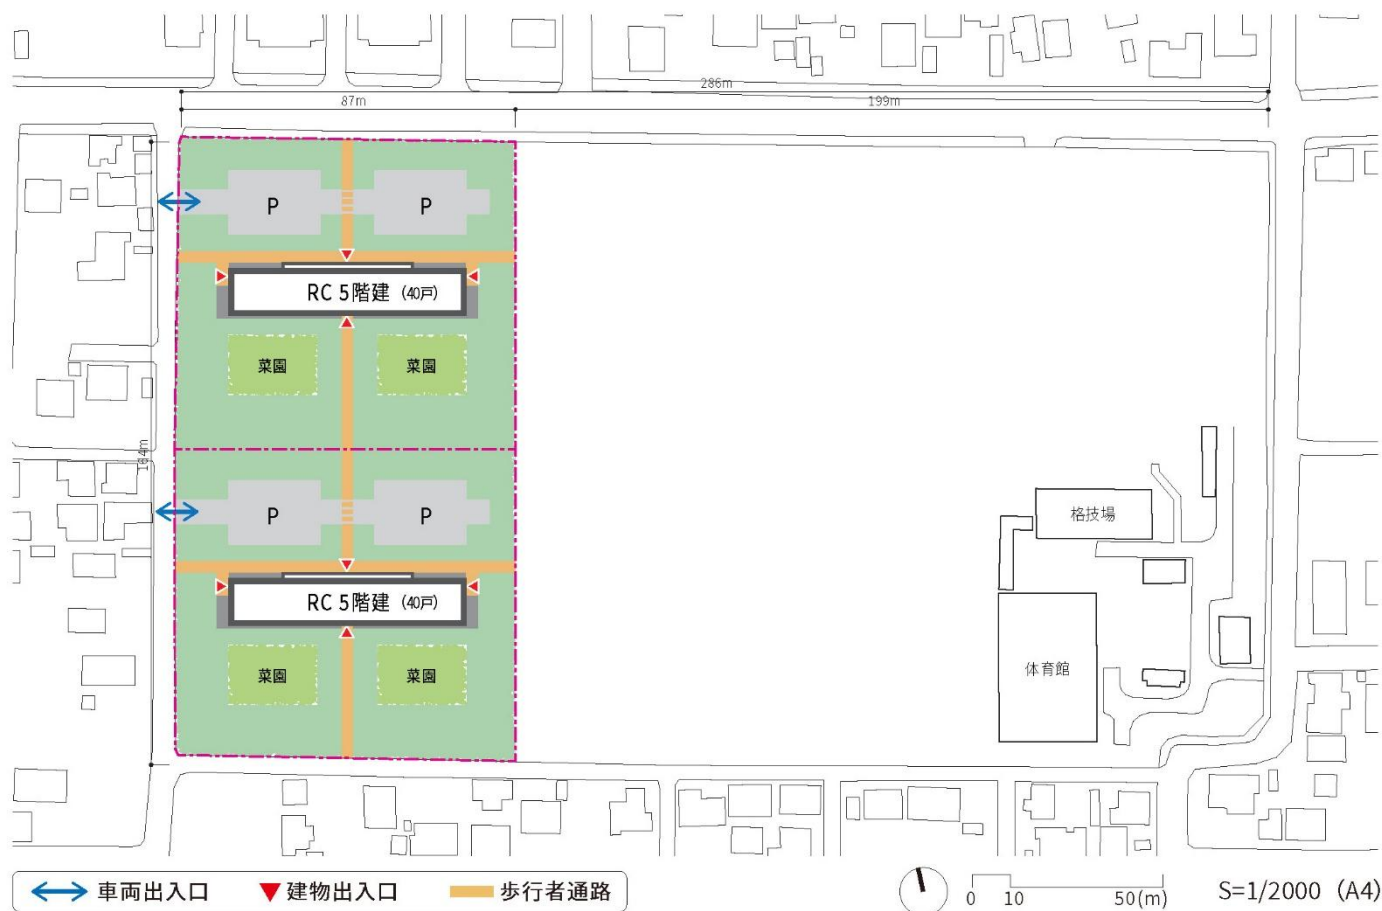 286m
87m
199m
P
P
RC 5階建（40戸）
菜園
菜園
164m
P
P
格技場
RC 5階建（40戸）
体育館
菜園
菜園
車両出入口
建物出入口
歩行者通路
0 10 50(m)
S=1/2000（A4）